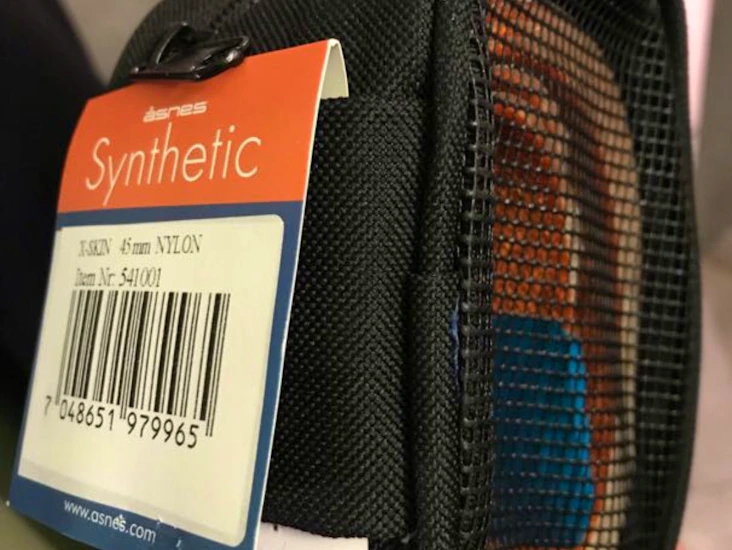 åsnes
Synthetic
X-SKIN 45 mm NYLON
Item Nr: 541001
7 048651 979965
www.asnes.com